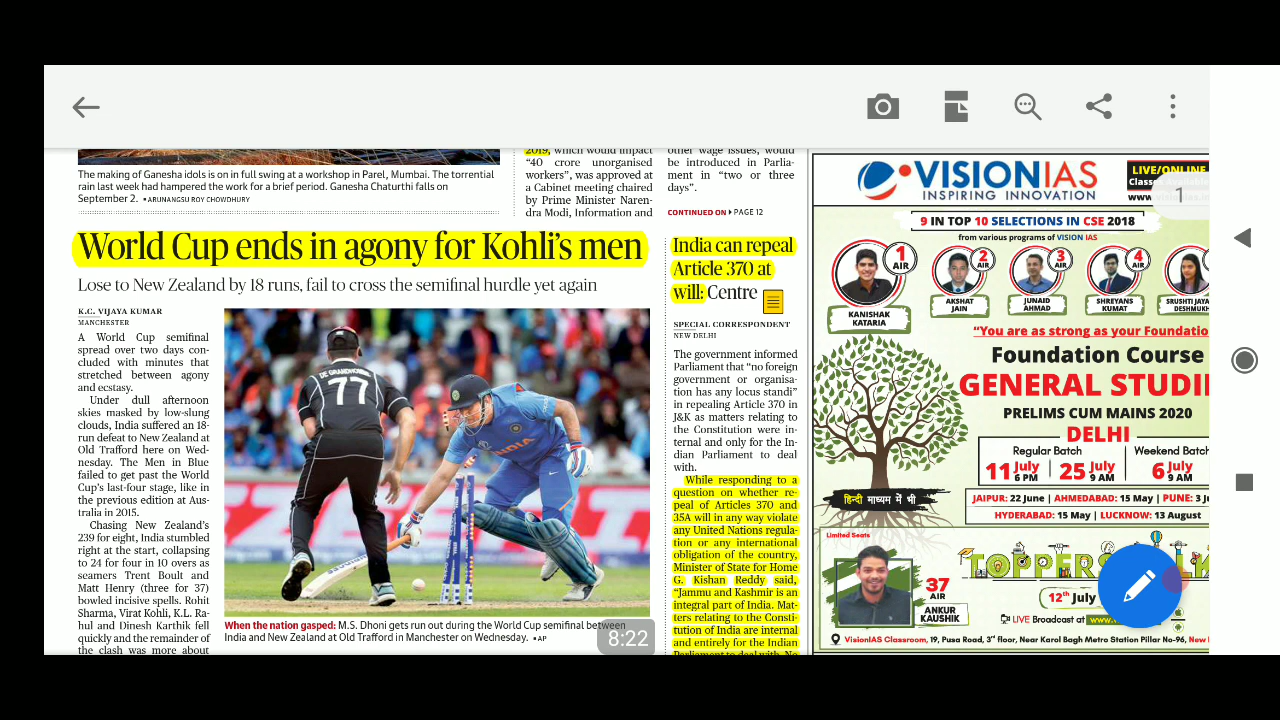 The making of Ganesha idols is on in full swing at a workshop in Parel, Mumbai. The torrential
rain last week had hampered the work for a brief period. Ganesha Chaturthi falls on
September 2. ▪ ARUNANGSU ROY CHOWDHURY
2019, which would impact
“40 crore unorganised
workers”, was approved at
a Cabinet meeting chaired
by Prime Minister Naren-
dra Modi, Information and
other wage issues, would
be introduced in Parlia-
ment in “two or three
days”.
CONTINUED ON ▸ PAGE 12
World Cup ends in agony for Kohli’s men
Lose to New Zealand by 18 runs, fail to cross the semifinal hurdle yet again
K.C. VIJAYA KUMAR
MANCHESTER
A World Cup semifinal
spread over two days con-
cluded with minutes that
stretched between agony
and ecstasy.
Under dull afternoon
skies masked by low-slung
clouds, India suffered an 18-
run defeat to New Zealand at
Old Trafford here on Wed-
nesday. The Men in Blue
failed to get past the World
Cup’s last-four stage, like in
the previous edition at Aus-
tralia in 2015.
Chasing New Zealand’s
239 for eight, India stumbled
right at the start, collapsing
to 24 for four in 10 overs as
seamers Trent Boult and
Matt Henry (three for 37)
bowled incisive spells. Rohit
Sharma, Virat Kohli, K.L. Ra-
hul and Dinesh Karthik fell
quickly and the remainder of
the clash was more about
DE GRANDHOMME
77
INDIA
When the nation gasped: M.S. Dhoni gets run out during the World Cup semifinal between
India and New Zealand at Old Trafford in Manchester on Wednesday. ▪ AP
8:22
India can repeal
Article 370 at
will: Centre
SPECIAL CORRESPONDENT
NEW DELHI
The government informed
Parliament that “no foreign
government or organisa-
tion has any locus standi”
in repealing Article 370 in
J&K as matters relating to
the Constitution were in-
ternal and only for the In-
dian Parliament to deal
with.
While responding to a
question on whether re-
peal of Articles 370 and
35A will in any way violate
any United Nations regula-
tion or any international
obligation of the country,
Minister of State for Home
G. Kishan Reddy said,
“Jammu and Kashmir is an
integral part of India. Mat-
ters relating to the Consti-
tution of India are internal
and entirely for the Indian
Parliament to deal with. No
VISIONIAS
INSPIRING INNOVATION
LIVE/ONLINE
Classes
www
1
9 IN TOP 10 SELECTIONS IN CSE 2018
from various programs of VISION IAS
1 AIR
2 AIR
3 AIR
4 AIR
KANISHAK
KATARIA
AKSHAT
JAIN
JUNAID
AHMAD
SHREYANS
KUMAT
SRUSHTI JAYA
DESHMUKH
“You are as strong as your Foundatio
Foundation Course
GENERAL STUDI
PRELIMS CUM MAINS 2020
DELHI
Regular Batch
Weekend Batch
11 July 6 PM | 25 July 9 AM
6 July 9 AM
हिन्दी माध्यम में भी
JAIPUR: 22 June | AHMEDABAD: 15 May | PUNE: 3 J
HYDERABAD: 15 May | LUCKNOW: 13 August
Limited Seats
37
AIR
ANKUR
KAUSHIK
12th July
LIVE Broadcast at www.
VisionIAS Classroom, 19, Pusa Road, 3rd floor, Near Karol Bagh Metro Station Pillar No-96, New